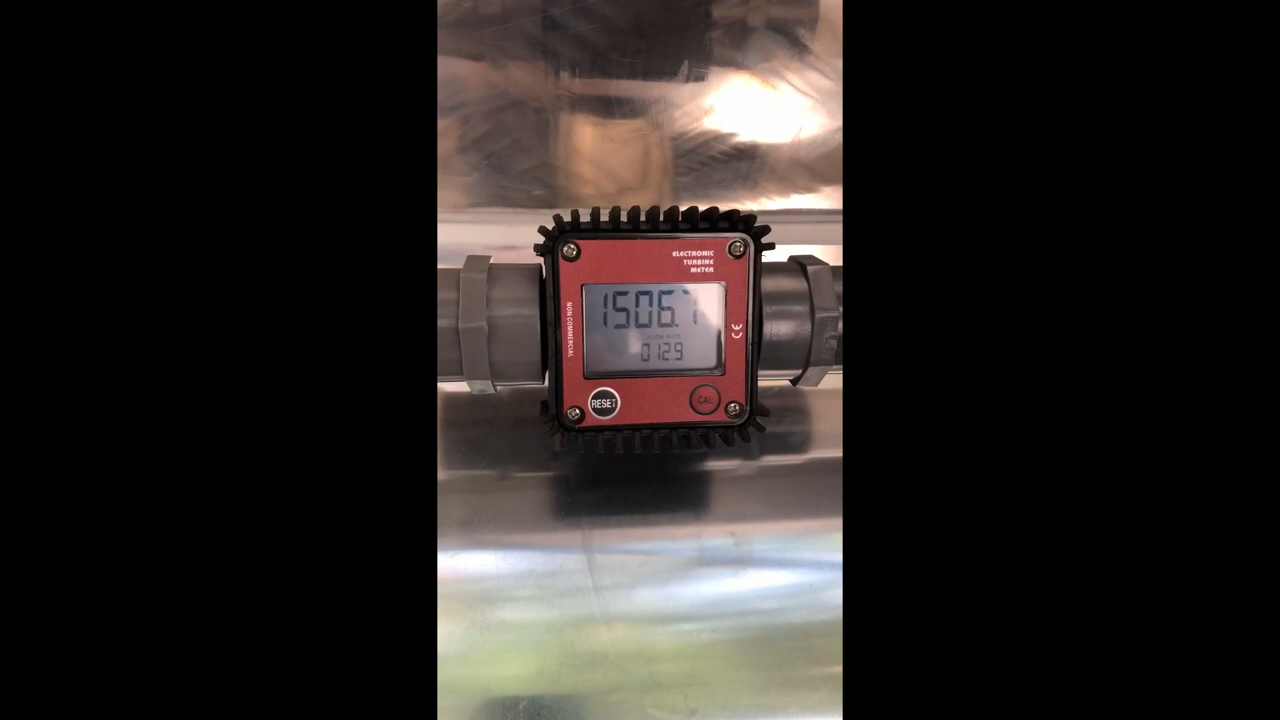 ELECTRONIC
TURBINE
METER
NON COMMERCIAL
1506.7
FLOW RATE
012.9
CE
RESET
CAL